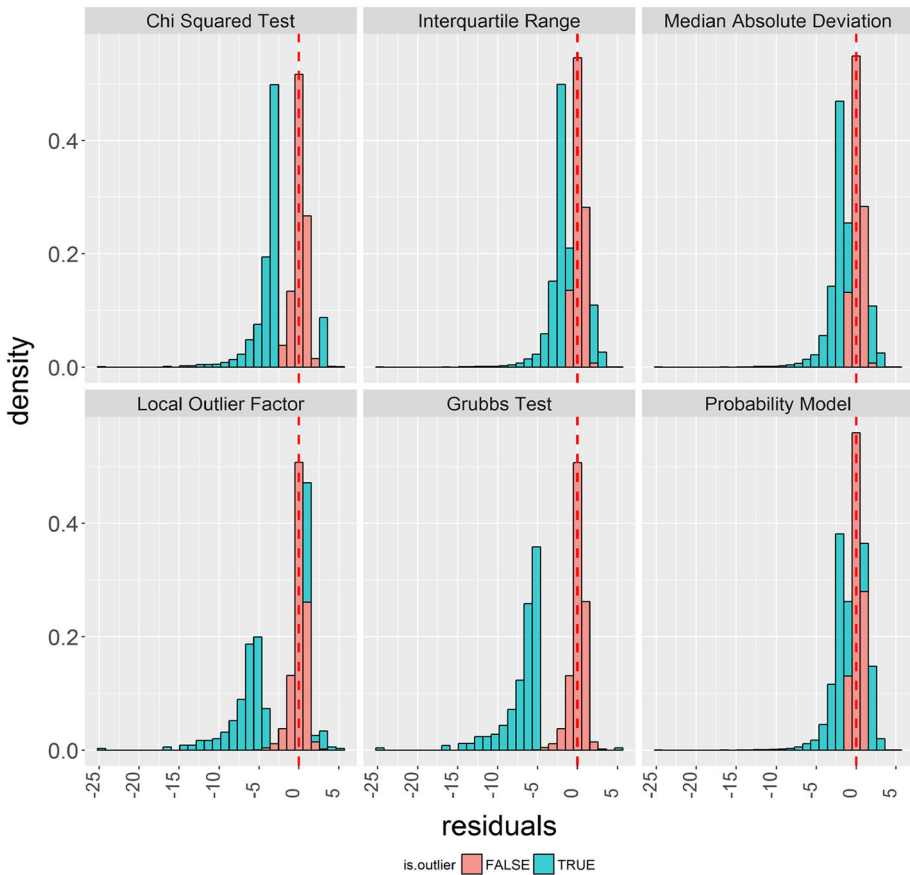 Chi Squared Test Interquartile Range Median Absolute Deviation
0.4
0.2
0.0
density
Local Outlier Factor Grubbs Test Probability Model
0.4
0.2
0.0
-25 -20 -15 -10 -5 0 5 -25 -20 -15 -10 -5 0 5 -25 -20 -15 -10 -5 0 5
residuals
is.outlier FALSE TRUE